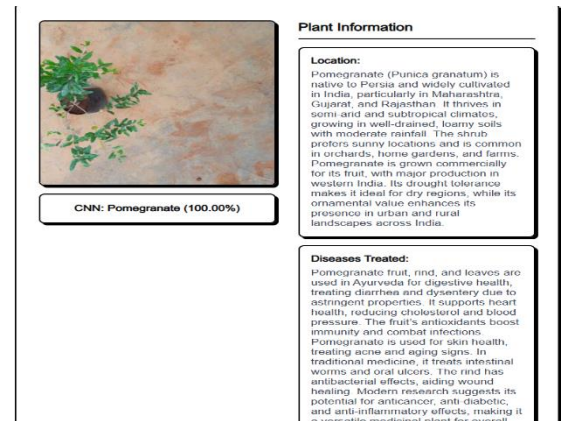 Plant Information
Location:
Pomegranate (Punica granatum) is
native to Persia and widely cultivated
in India, particularly in Maharashtra,
Gujarat, and Rajasthan. It thrives in
semi-arid and subtropical climates,
growing in well-drained, loamy soils
with moderate rainfall. The shrub
prefers sunny locations and is common
in orchards, home gardens, and farms.
Pomegranate is grown commercially
for its fruit, with major production in
western India. Its drought tolerance
makes it ideal for dry regions, while its
ornamental value enhances its
presence in urban and rural
landscapes across India.
CNN: Pomegranate (100.00%)
Diseases Treated:
Pomegranate fruit, rind, and leaves are
used in Ayurveda for digestive health,
treating diarrhea and dysentery due to
astringent properties. It supports heart
health, reducing cholesterol and blood
pressure. The fruit's antioxidants boost
immunity and combat infections.
Pomegranate is used for skin health,
treating acne and aging signs. In
traditional medicine, it treats intestinal
worms and oral ulcers. The rind has
antibacterial effects, aiding wound
healing. Modern research suggests its
potential for anticancer, anti-diabetic,
and anti-inflammatory effects, making it
a versatile medicinal plant for overall